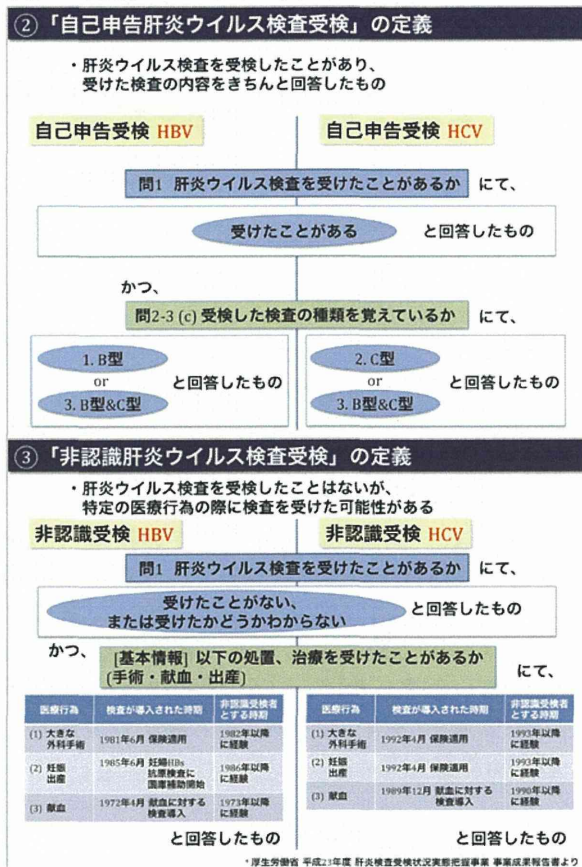 ② 「自己申告肝炎ウイルス検査受検」の定義
・肝炎ウイルス検査を受検したことがあり、
受けた検査の内容をきちんと回答したもの
自己申告受検 HBV
自己申告受検 HCV
問1 肝炎ウイルス検査を受けたことがあるか にて、
受けたことがある と回答したもの
かつ、
問2-3 (c) 受検した検査の種類を覚えているか にて、
1. B型
or
3. B型&C型
と回答したもの
2. C型
or
3. B型&C型
と回答したもの
③ 「非認識肝炎ウイルス検査受検」の定義
・肝炎ウイルス検査を受検したことはないが、
特定の医療行為の際に検査を受けた可能性がある
非認識受検 HBV
非認識受検 HCV
問1 肝炎ウイルス検査を受けたことがあるか にて、
受けたことがない、
または受けたかどうかわからない
と回答したもの
かつ、
[基本情報] 以下の処置、治療を受けたことがあるか
(手術・献血・出産)
にて、
医療行為 検査が導入された時期 非認識受検者とする時期
(1) 大きな外科手術 1981年6月 保険適用 1982年以降に経験
(2) 妊娠出産 1985年6月 妊婦HBs抗原検査に国庫補助開始 1986年以降に経験
(3) 献血 1972年4月 献血に対する検査導入 1973年以降に経験
と回答したもの
医療行為 検査が導入された時期 非認識受検者とする時期
(1) 大きな外科手術 1992年4月 保険適用 1993年以降に経験
(2) 妊娠出産 1992年4月 保険適用 1993年以降に経験
(3) 献血 1989年12月 献血に対する検査導入 1990年以降に経験
と回答したもの
*厚生労働省 平成23年度 肝炎検査受検状況実態把握事業 事業成果報告書より